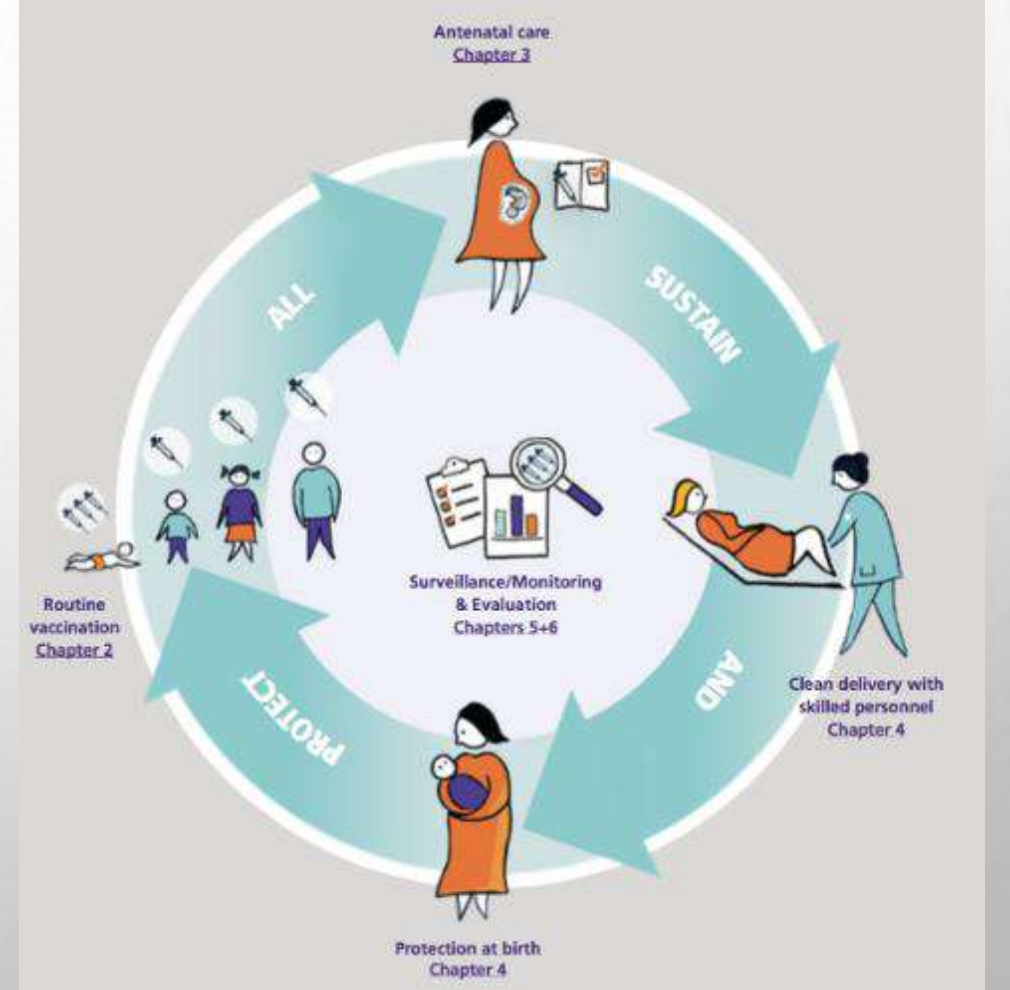 Antenatal care
Chapter 3
SUSTAIN
ALL
Surveillance/Monitoring
& Evaluation
Chapters 5+6
Routine
vaccination
Chapter 2
Clean delivery with
skilled personnel
Chapter 4
AND
PROTECT
Protection at birth
Chapter 4